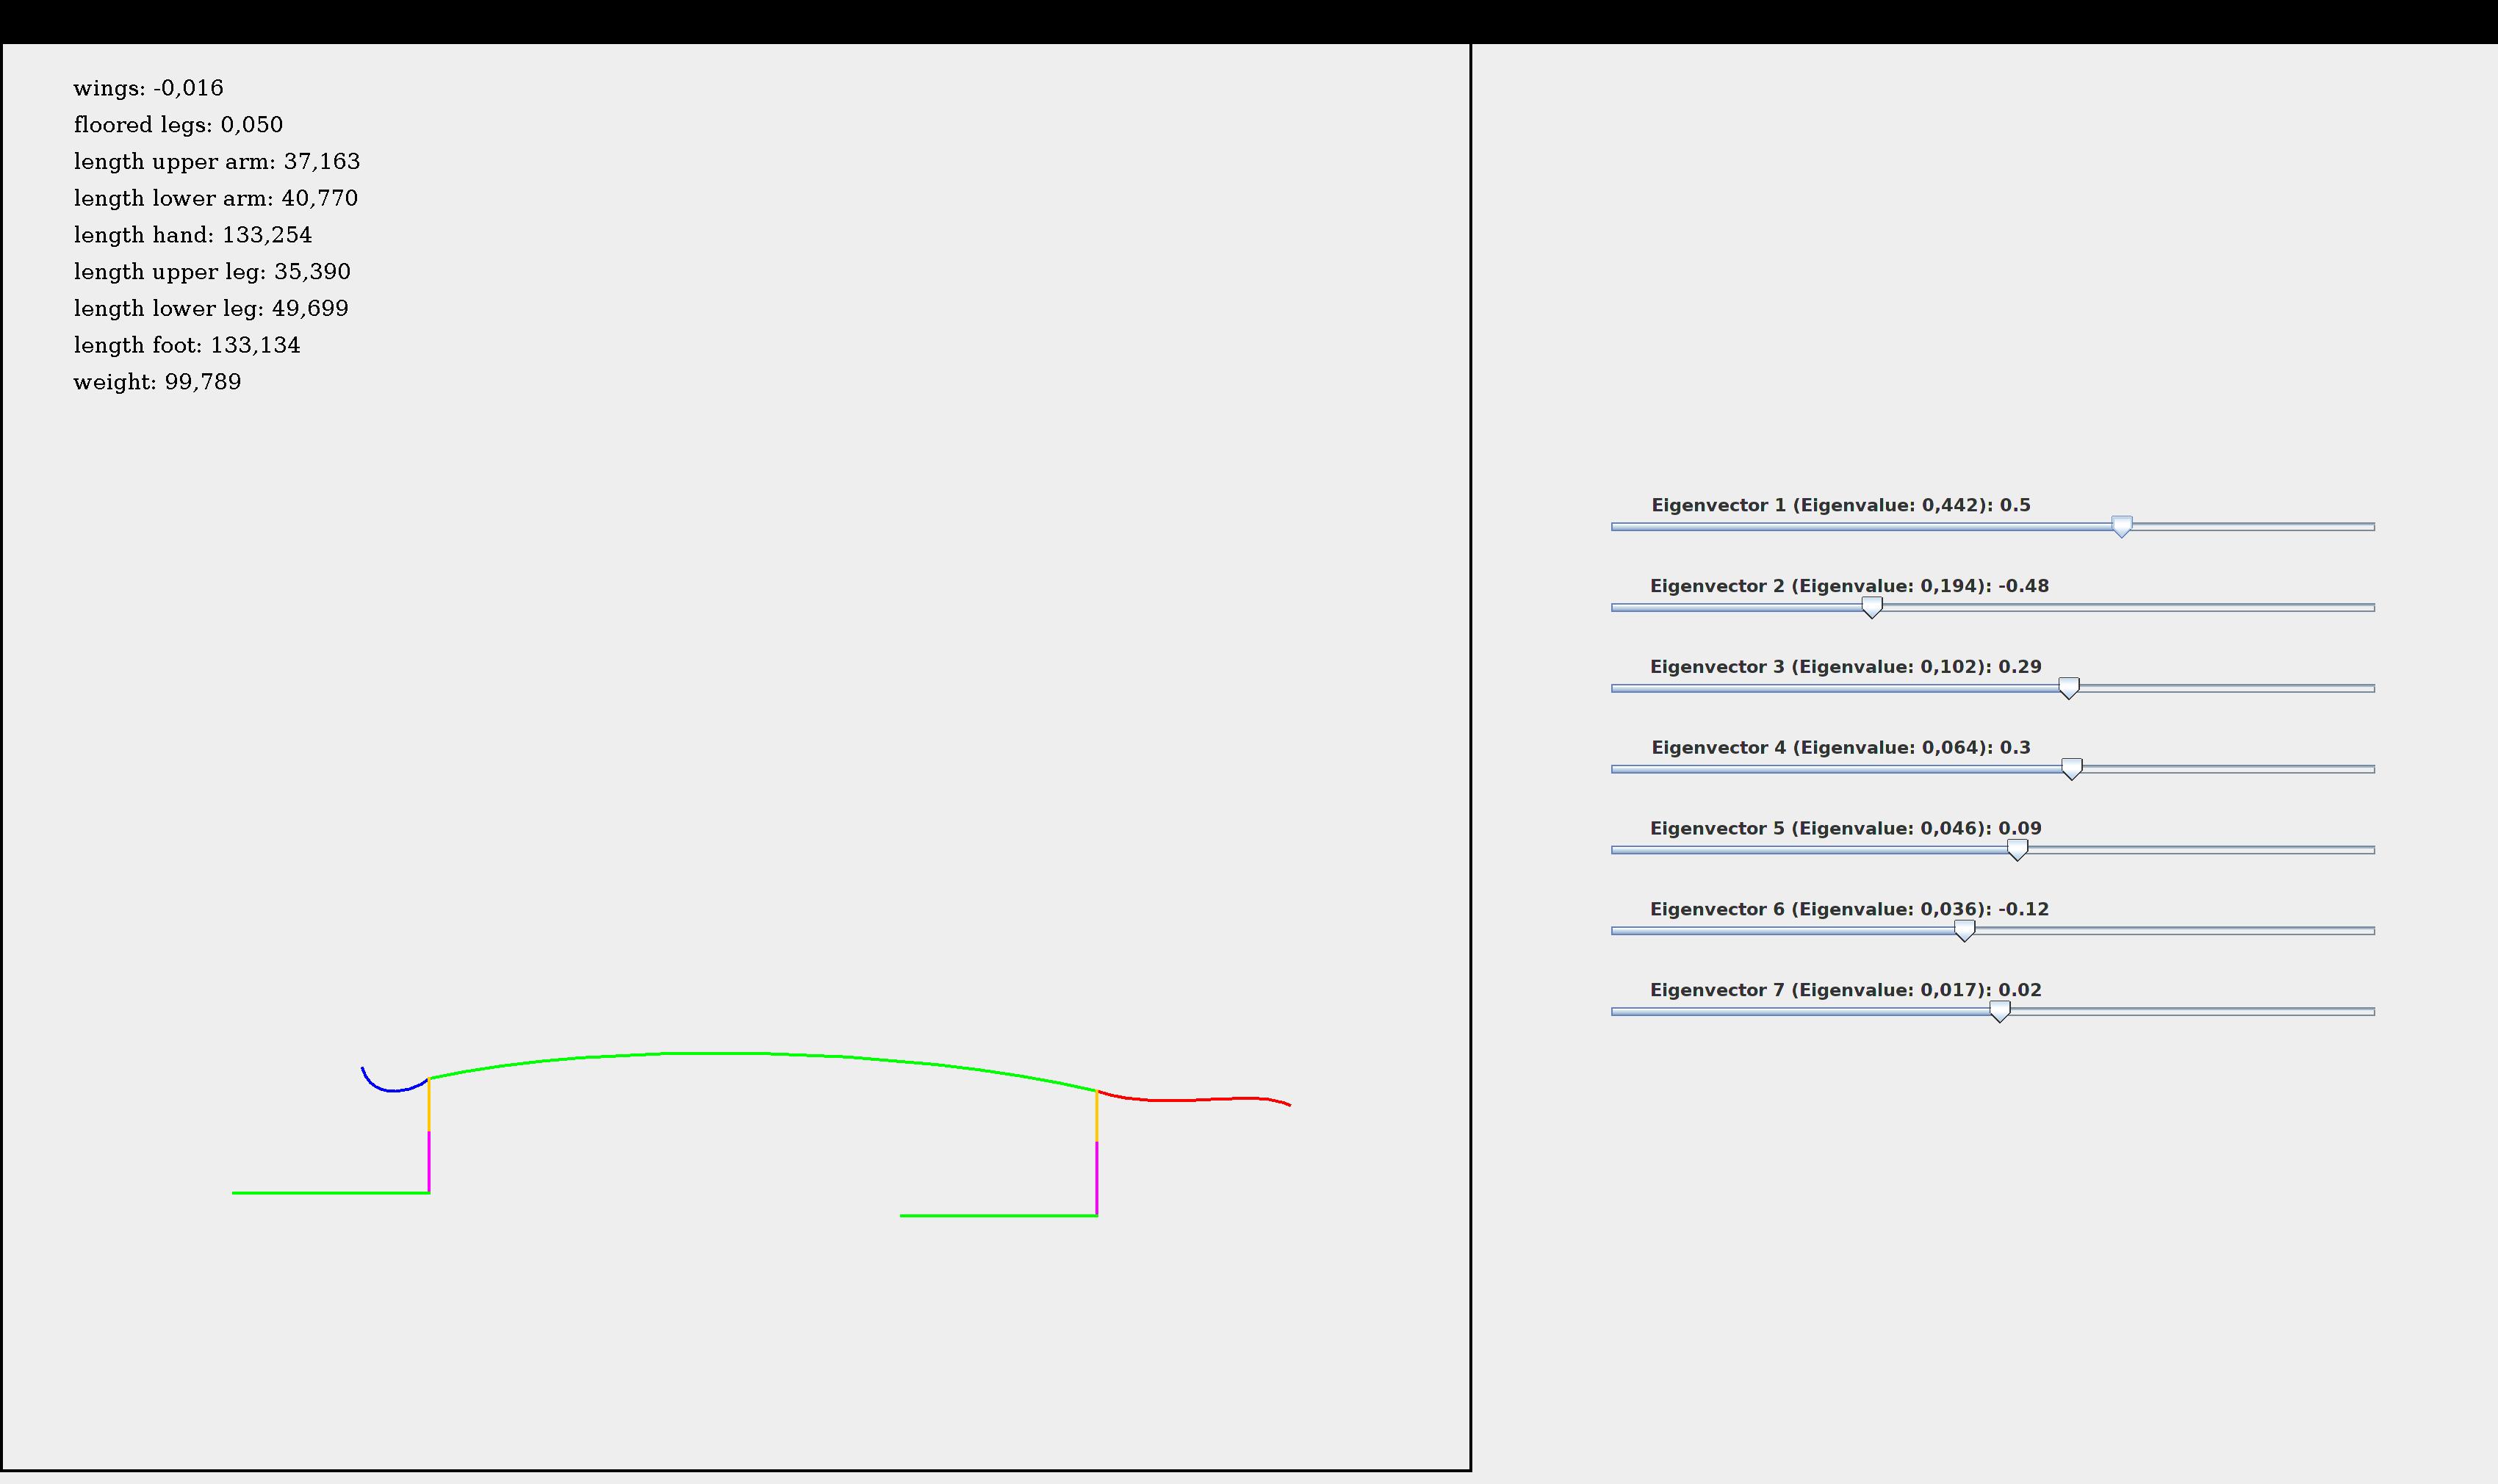 wings: -0,016
floored legs: 0,050
length upper arm: 37,163
length lower arm: 40,770
length hand: 133,254
length upper leg: 35,390
length lower leg: 49,699
length foot: 133,134
weight: 99,789
Eigenvector 1 (Eigenvalue: 0,442): 0.5
Eigenvector 2 (Eigenvalue: 0,194): -0.48
Eigenvector 3 (Eigenvalue: 0,102): 0.29
Eigenvector 4 (Eigenvalue: 0,064): 0.3
Eigenvector 5 (Eigenvalue: 0,046): 0.09
Eigenvector 6 (Eigenvalue: 0,036): -0.12
Eigenvector 7 (Eigenvalue: 0,017): 0.02